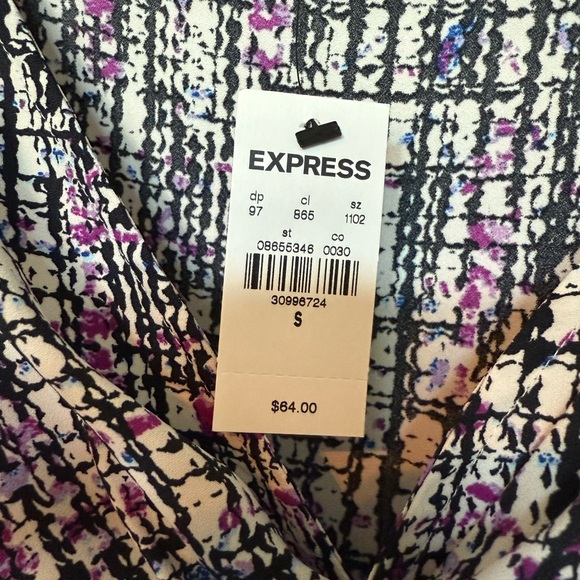 EXPRESS
dp cl sz
97 865 1102
st co
08655346 0030
30996724
S
$64.00